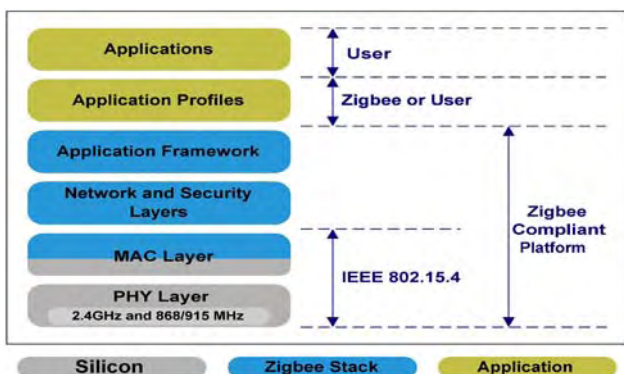 Applications
User
Application Profiles
Zigbee or User
Application Framework
Network and Security
Layers
Zigbee
Compliant
Platform
MAC Layer
IEEE 802.15.4
PHY Layer
2.4GHz and 868/915 MHz
Silicon
Zigbee Stack
Application